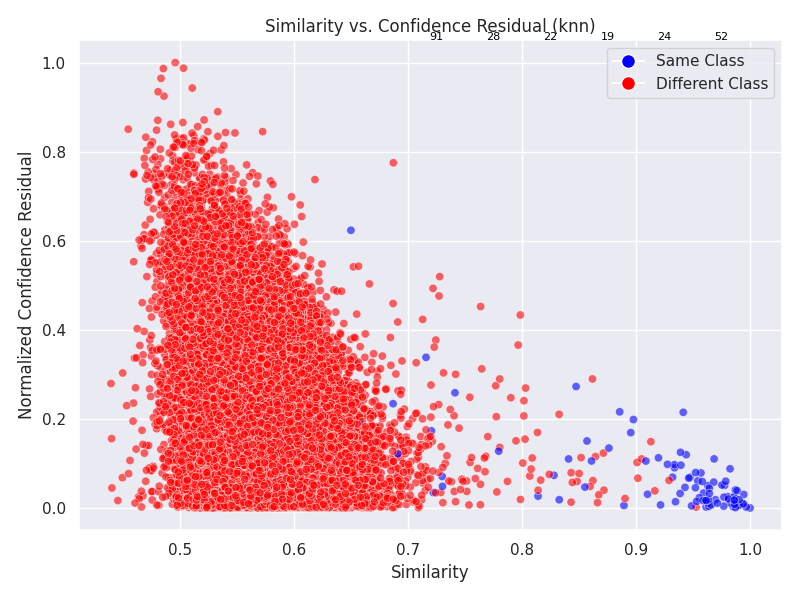 Similarity vs. Confidence Residual (knn)
91 28 22 19 24 52
Same Class
Different Class
1.0
0.8
0.6
0.4
0.2
0.0
Normalized Confidence Residual
0.5 0.6 0.7 0.8 0.9 1.0
Similarity